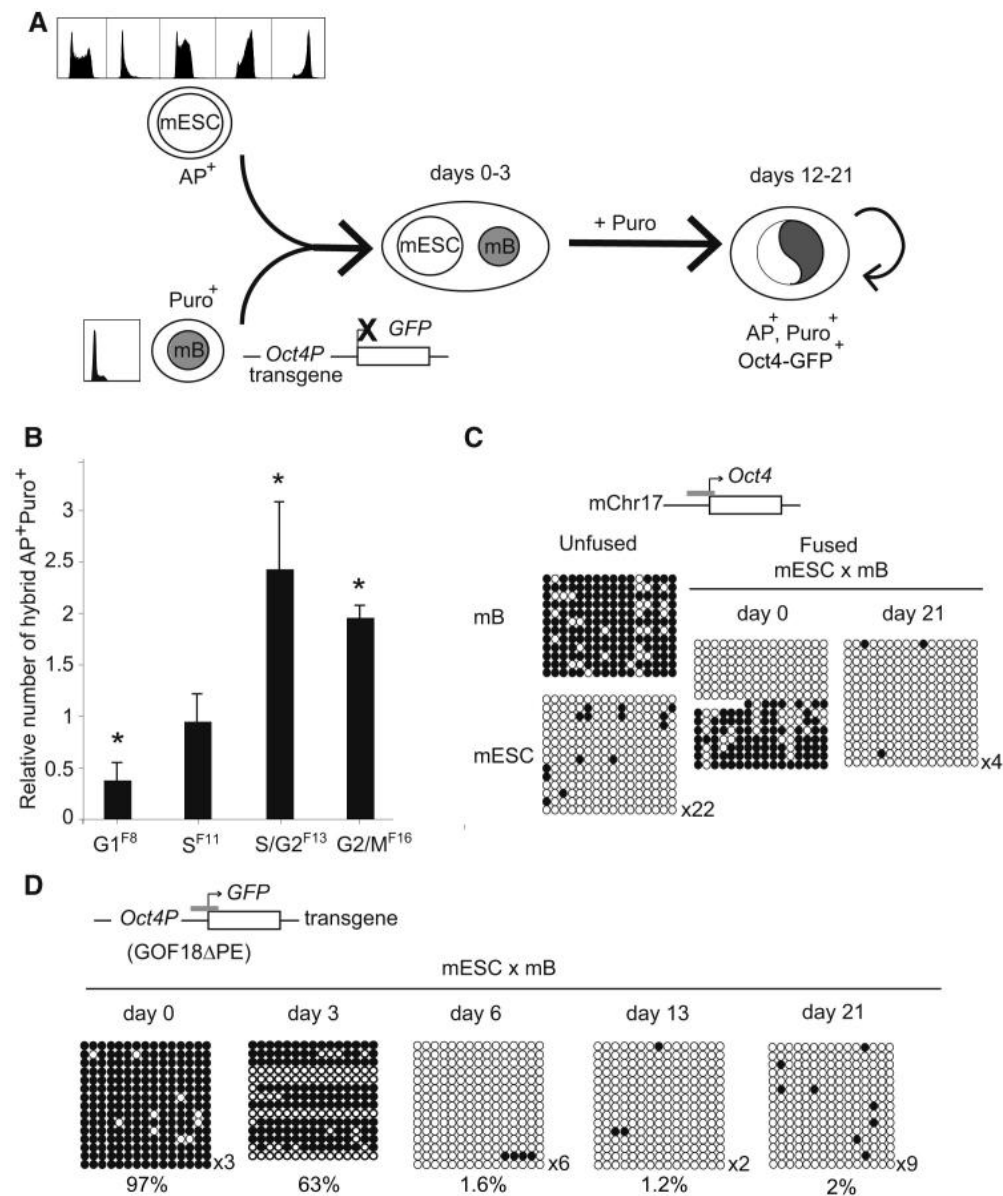 A
mESC
AP+
days 0-3
days 12-21
mESC
mB
+ Puro
Puro+
mB
Oct4P
transgene
X
GFP
AP+, Puro+
Oct4-GFP+
B
Relative number of hybrid AP+Puro+
3
2.5
2
1.5
1
0.5
0
*
*
*
G1F8
SF11
S/G2F13
G2/MF16
C
Oct4
mChr17
Unfused
Fused
mESC x mB
mB
day 0
day 21
mESC
x22
x4
D
GFP
Oct4P
transgene
(GOF18ΔPE)
mESC x mB
day 0
day 3
day 6
day 13
day 21
x3
x6
x2
x9
97%
63%
1.6%
1.2%
2%